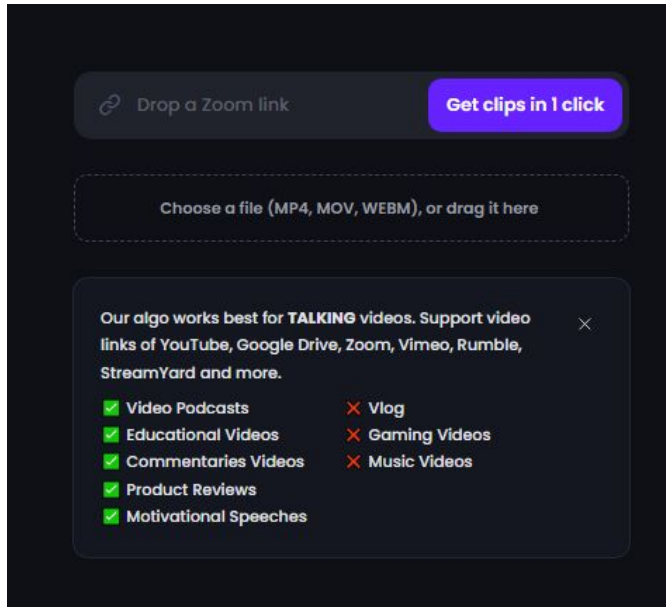 Drop a Zoom link
Get clips in 1 click
Choose a file (MP4, MOV, WEBM), or drag it here
Our algo works best for TALKING videos. Support video
links of YouTube, Google Drive, Zoom, Vimeo, Rumble,
StreamYard and more.
Video Podcasts
Educational Videos
Commentaries Videos
Product Reviews
Motivational Speeches
Vlog
Gaming Videos
Music Videos